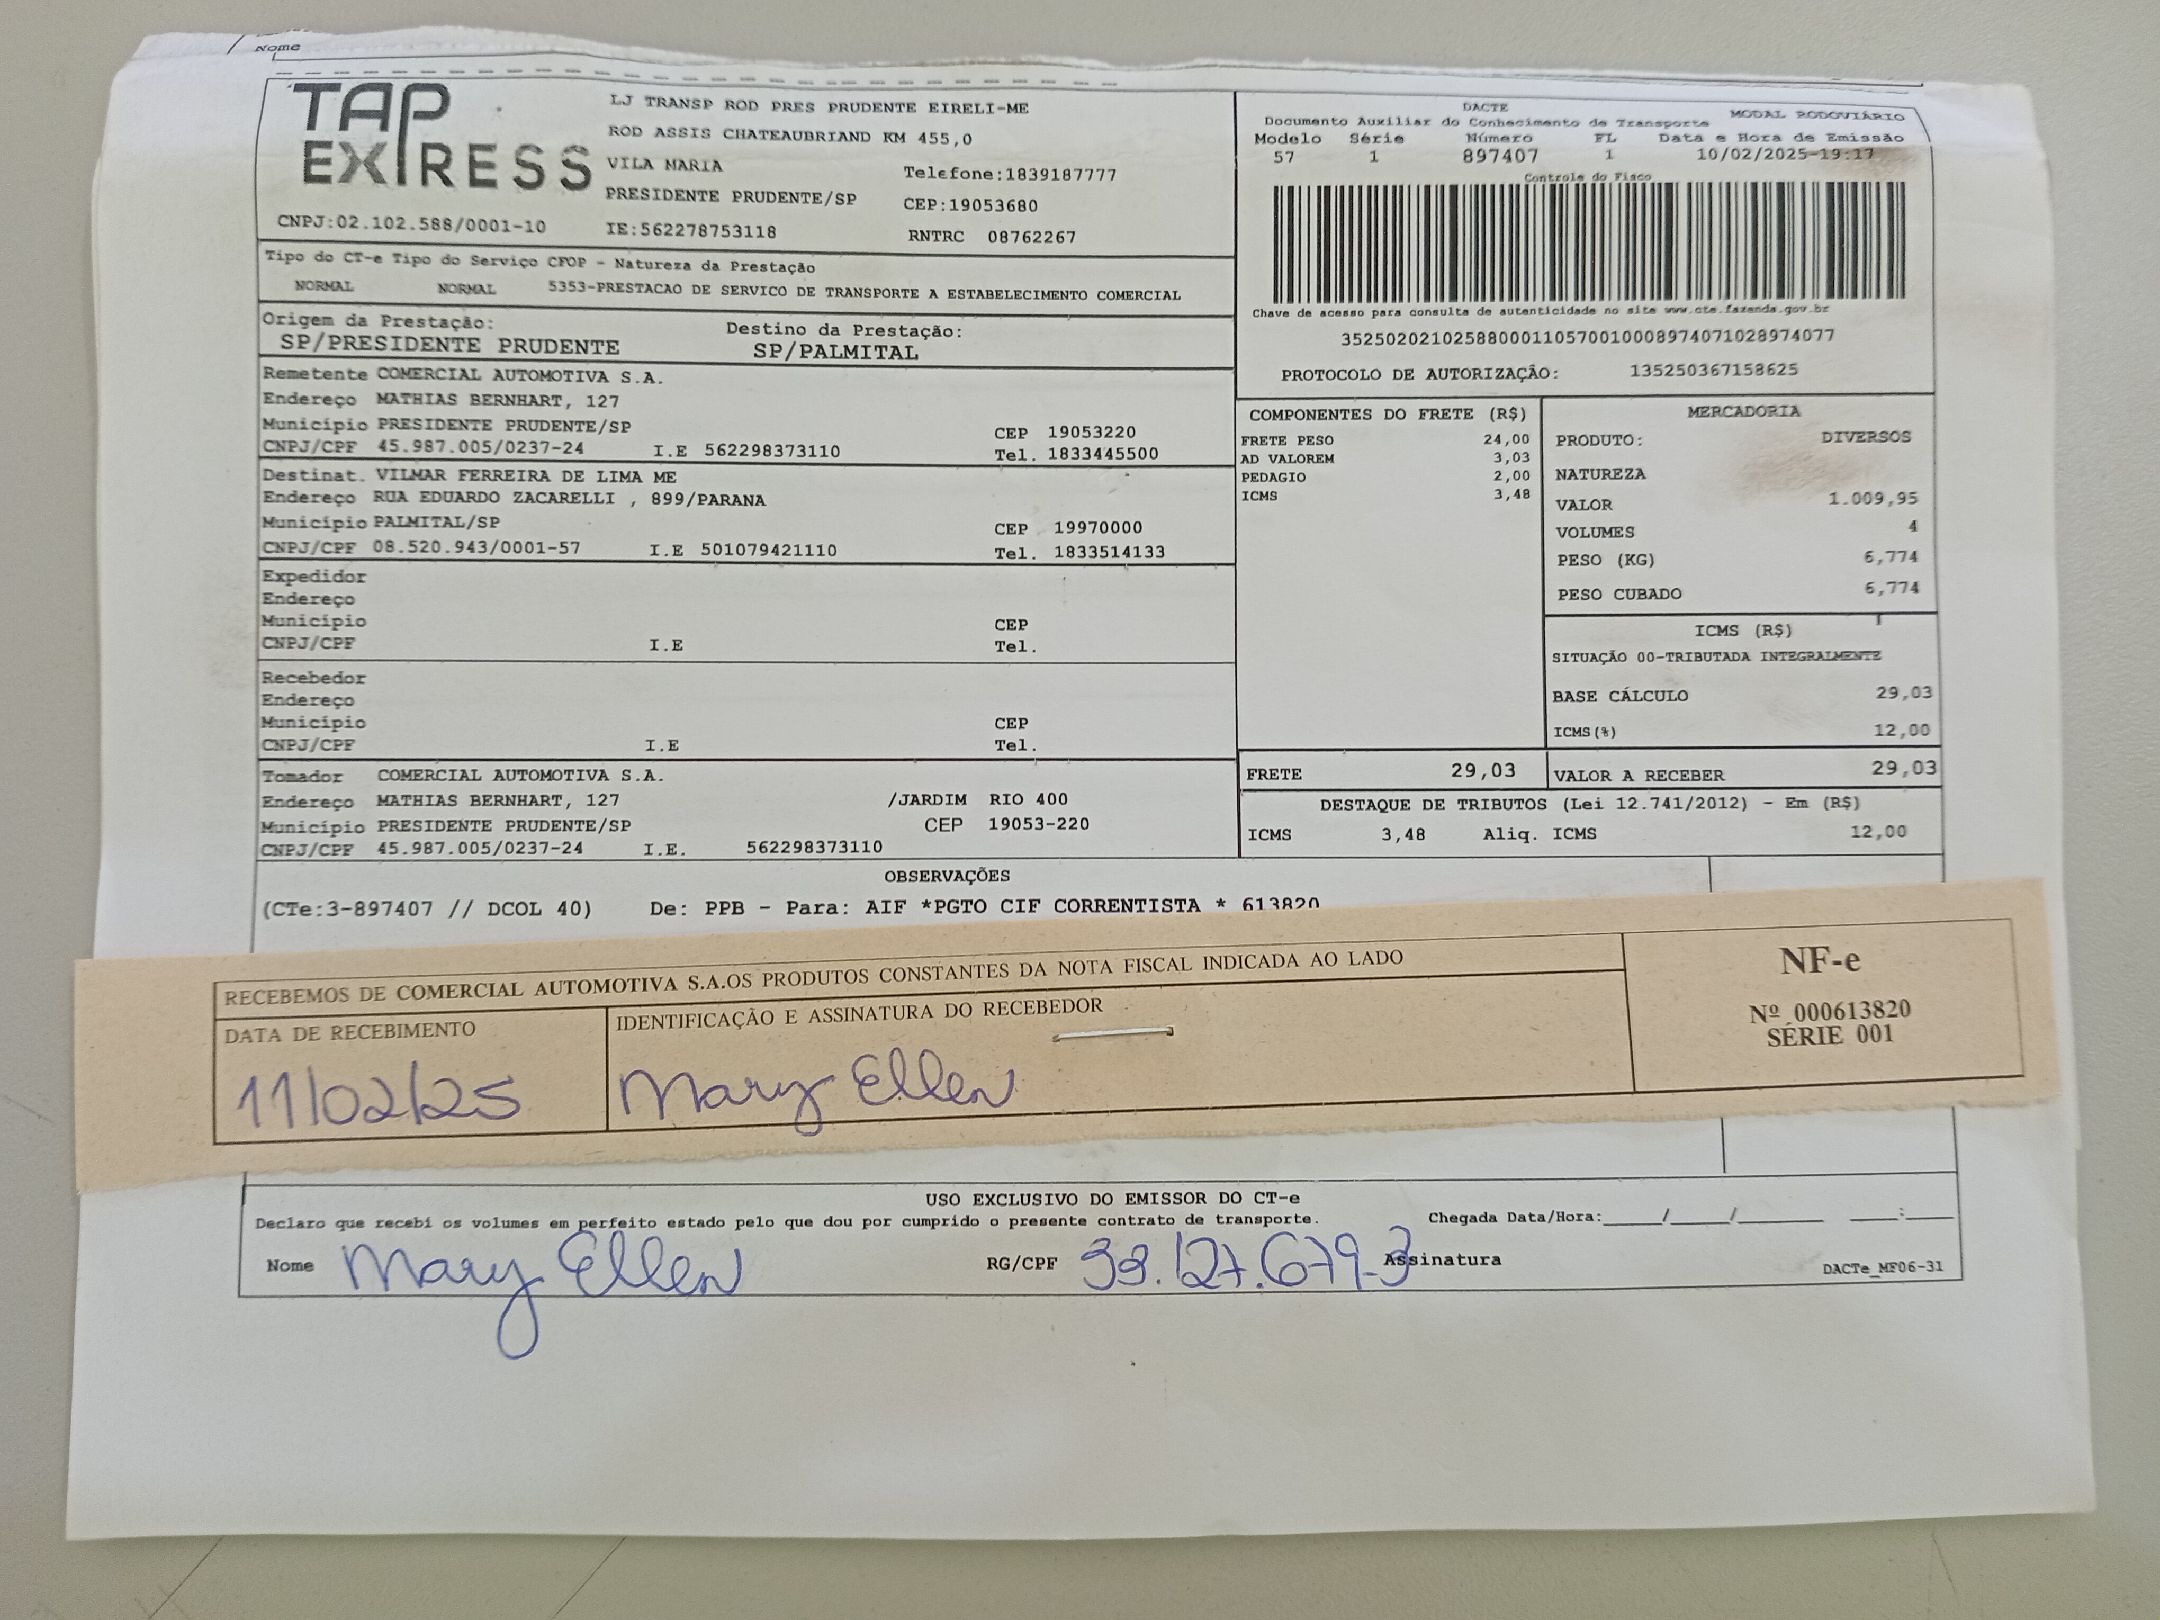 Nome
TAP EXPRESS
LJ TRANSP ROD PRES PRUDENTE EIRELI-ME
ROD ASSIS CHATEAUBRIAND KM 455,0
VILA MARIA Telefone:1839187777
PRESIDENTE PRUDENTE/SP CEP:19053680
CNPJ:02.102.588/0001-10 IE:562278753118 RNTRC 08762267
DACTE MODAL RODOVIÁRIO
Documento Auxiliar do Conhecimento de Transporte
Modelo Série Número FL Data e Hora de Emissão
57 1 897407 1 10/02/2025-19:17
Controle do Fisco
Chave de acesso para consulta de autenticidade no site www.cte.fazenda.gov.br
35250202102588000110570010008974071028974077
PROTOCOLO DE AUTORIZAÇÃO: 135250367158625
Tipo do CT-e Tipo do Serviço CFOP - Natureza da Prestação
NORMAL NORMAL 5353-PRESTACAO DE SERVICO DE TRANSPORTE A ESTABELECIMENTO COMERCIAL
Origem da Prestação: Destino da Prestação:
SP/PRESIDENTE PRUDENTE SP/PALMITAL
Remetente COMERCIAL AUTOMOTIVA S.A.
Endereço MATHIAS BERNHART, 127
Município PRESIDENTE PRUDENTE/SP CEP 19053220
CNPJ/CPF 45.987.005/0237-24 I.E 562298373110 Tel. 1833445500
Destinat. VILMAR FERREIRA DE LIMA ME
Endereço RUA EDUARDO ZACARELLI , 899/PARANA
Município PALMITAL/SP CEP 19970000
CNPJ/CPF 08.520.943/0001-57 I.E 501079421110 Tel. 1833514133
Expedidor
Endereço
Município CEP
CNPJ/CPF I.E Tel.
Recebedor
Endereço
Município CEP
CNPJ/CPF I.E Tel.
Tomador COMERCIAL AUTOMOTIVA S.A.
Endereço MATHIAS BERNHART, 127 /JARDIM RIO 400
Município PRESIDENTE PRUDENTE/SP CEP 19053-220
CNPJ/CPF 45.987.005/0237-24 I.E. 562298373110
COMPONENTES DO FRETE (R$)
FRETE PESO 24,00
AD VALOREM 3,03
PEDAGIO 2,00
ICMS 3,48
MERCADORIA
PRODUTO: DIVERSOS
NATUREZA
VALOR 1.009,95
VOLUMES 4
PESO (KG) 6,774
PESO CUBADO 6,774
ICMS (R$)
SITUAÇÃO 00-TRIBUTADA INTEGRALMENTE
BASE CÁLCULO 29,03
ICMS(%) 12,00
FRETE 29,03 VALOR A RECEBER 29,03
DESTAQUE DE TRIBUTOS (Lei 12.741/2012) - Em (R$)
ICMS 3,48 Aliq. ICMS 12,00
OBSERVAÇÕES
(CTe:3-897407 // DCOL 40) De: PPB - Para: AIF *PGTO CIF CORRENTISTA * 613820
RECEBEMOS DE COMERCIAL AUTOMOTIVA S.A.OS PRODUTOS CONSTANTES DA NOTA FISCAL INDICADA AO LADO
DATA DE RECEBIMENTO IDENTIFICAÇÃO E ASSINATURA DO RECEBEDOR
11/02/25 Mary Ellen
NF-e
Nº 000613820
SÉRIE 001
USO EXCLUSIVO DO EMISSOR DO CT-e
Declaro que recebi os volumes em perfeito estado pelo que dou por cumprido o presente contrato de transporte. Chegada Data/Hora:____/____/______ ___:___
Nome Mary Ellen RG/CPF 33.127.679-3 Assinatura DACTe_MF06-31